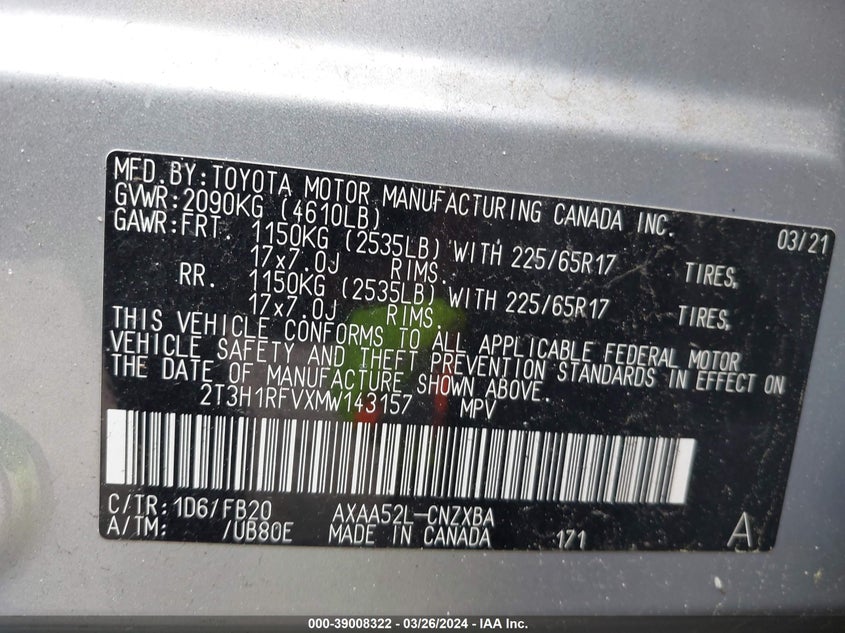 MFD.BY:TOYOTA MOTOR MANUFACTURING CANADA INC.
GVWR:2090KG (4610LB) 03/21
GAWR:FRT. 1150KG (2535LB) WITH 225/65R17 TIRES,
17x7.0J RIMS.
RR. 1150KG (2535LB) WITH 225/65R17 TIRES,
17x7.0J RIMS.
THIS VEHICLE CONFORMS TO ALL APPLICABLE FEDERAL MOTOR
VEHICLE SAFETY AND THEFT PREVENTION STANDARDS IN EFFECT ON
THE DATE OF MANUFACTURE SHOWN ABOVE.
2T3H1RFVXMW143157 MPV
C/TR:1D6/FB20 AXAA52L-CNZXBA
A/TM: /UB80E MADE IN CANADA 171 A
000-39008322 - 03/26/2024 - IAA Inc.